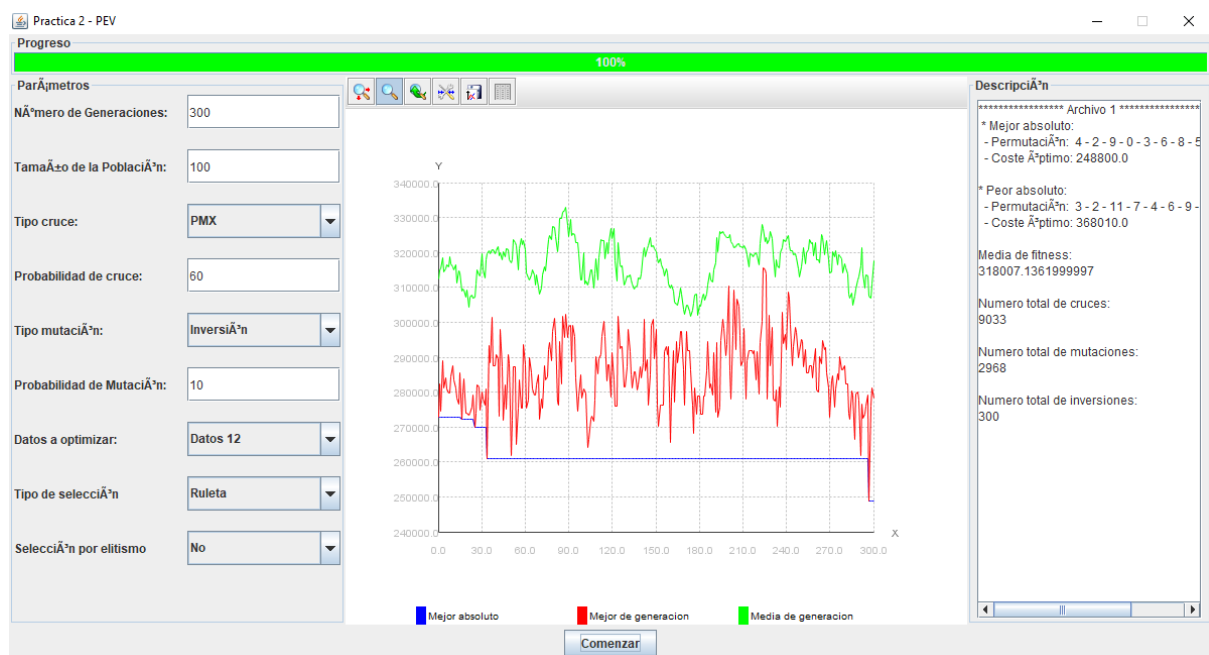 Practica 2 - PEV
Progreso
100%
ParÃ¡metros
NÃºmero de Generaciones:
300
TamaÃ±o de la PoblaciÃ³n:
100
Tipo cruce:
PMX
Probabilidad de cruce:
60
Tipo mutaciÃ³n:
InversiÃ³n
Probabilidad de MutaciÃ³n:
10
Datos a optimizar:
Datos 12
Tipo de selecciÃ³n
Ruleta
SelecciÃ³n por elitismo
No
Y
340000.0
330000.0
320000.0
310000.0
300000.0
290000.0
280000.0
270000.0
260000.0
250000.0
240000.0
X
0.0 30.0 60.0 90.0 120.0 150.0 180.0 210.0 240.0 270.0 300.0
Mejor absoluto Mejor de generacion Media de generacion
DescripciÃ³n
**************** Archivo 1 ****************
* Mejor absoluto:
- PermutaciÃ³n: 4 - 2 - 9 - 0 - 3 - 6 - 8 - 5
- Coste Ã³ptimo: 248800.0
* Peor absoluto:
- PermutaciÃ³n: 3 - 2 - 11 - 7 - 4 - 6 - 9 -
- Coste Ã³ptimo: 368010.0
Media de fitness:
318007.1361999997
Numero total de cruces:
9033
Numero total de mutaciones:
2968
Numero total de inversiones:
300
Comenzar